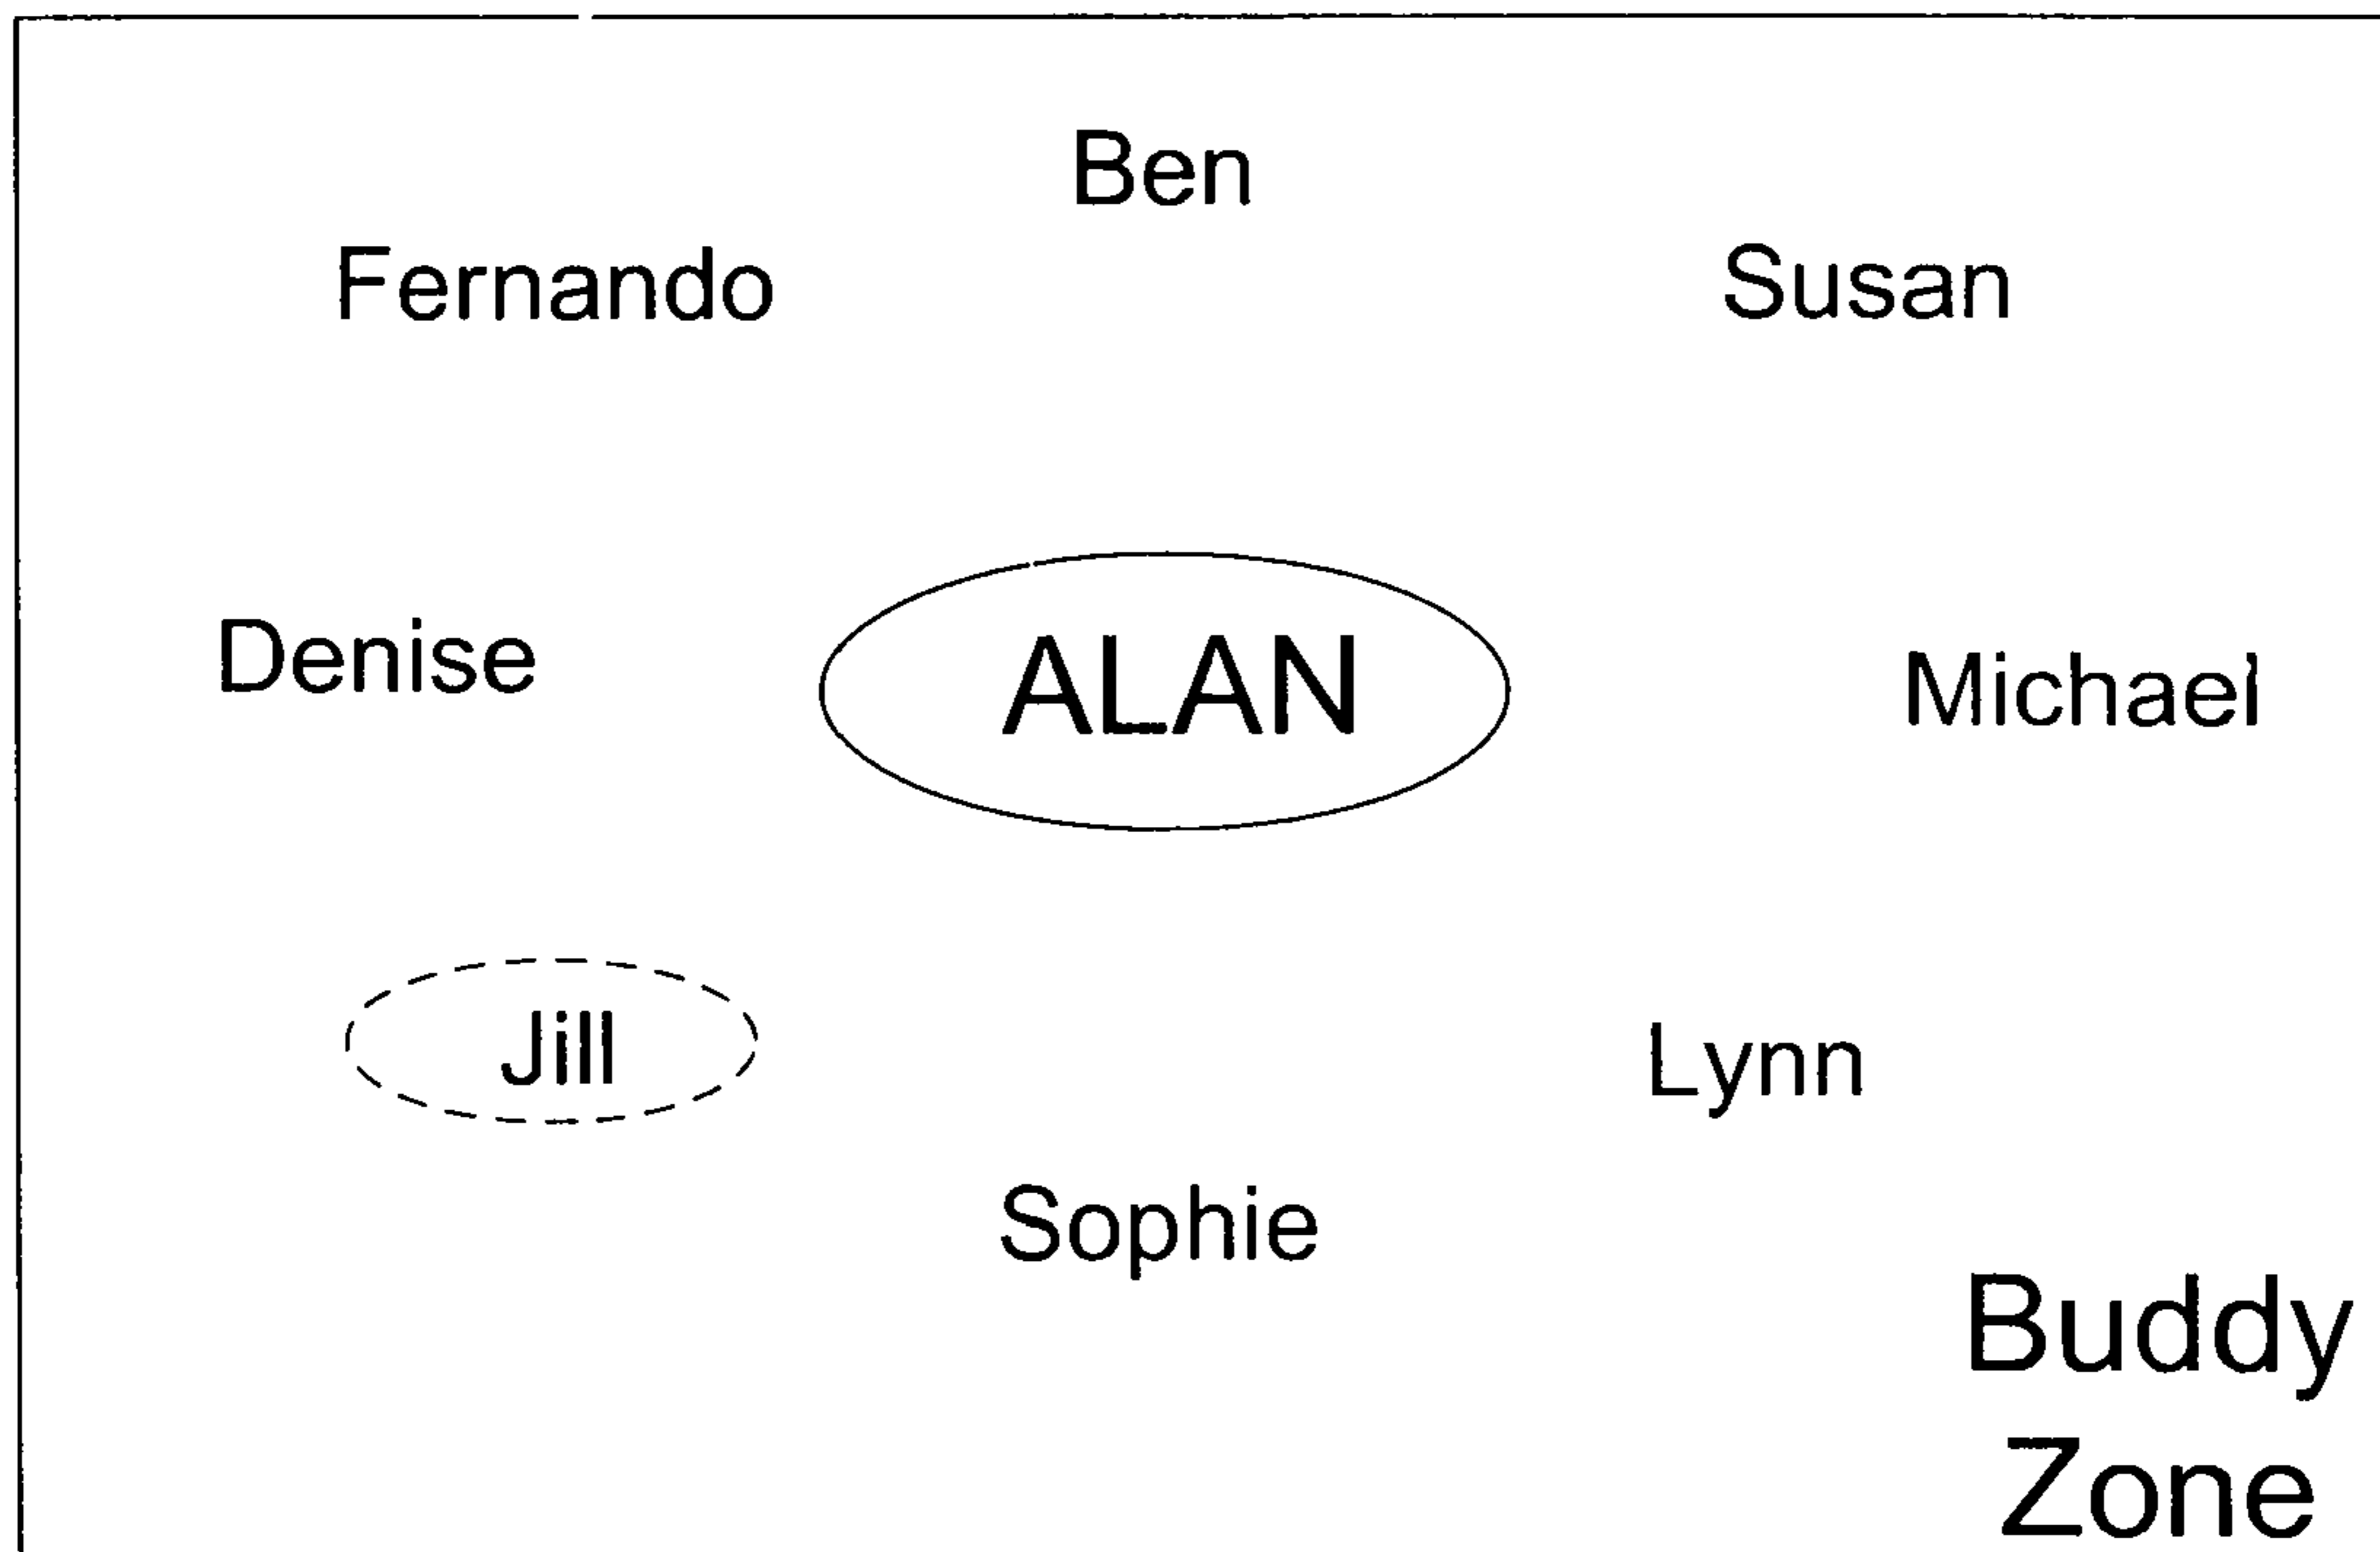 Ben
Fernando
Susan
Denise
ALAN
Michael
Jill
Lynn
Sophie
Buddy
Zone